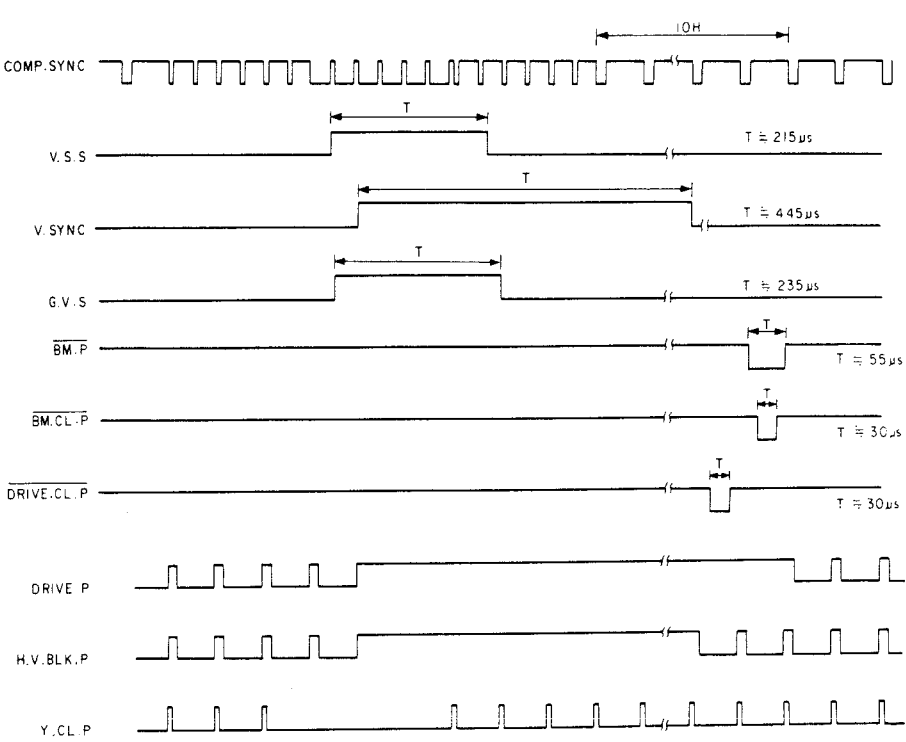 10H
COMP.SYNC
T
V.S.S
T ≒ 215µs
T
V.SYNC
T ≒ 445µs
T
G.V.S
T ≒ 235µs
T
BM.P
T ≒ 55µs
T
BM.CL.P
T ≒ 30µs
T
DRIVE.CL.P
T ≒ 30µs
DRIVE P
H.V.BLK.P
Y.CL.P